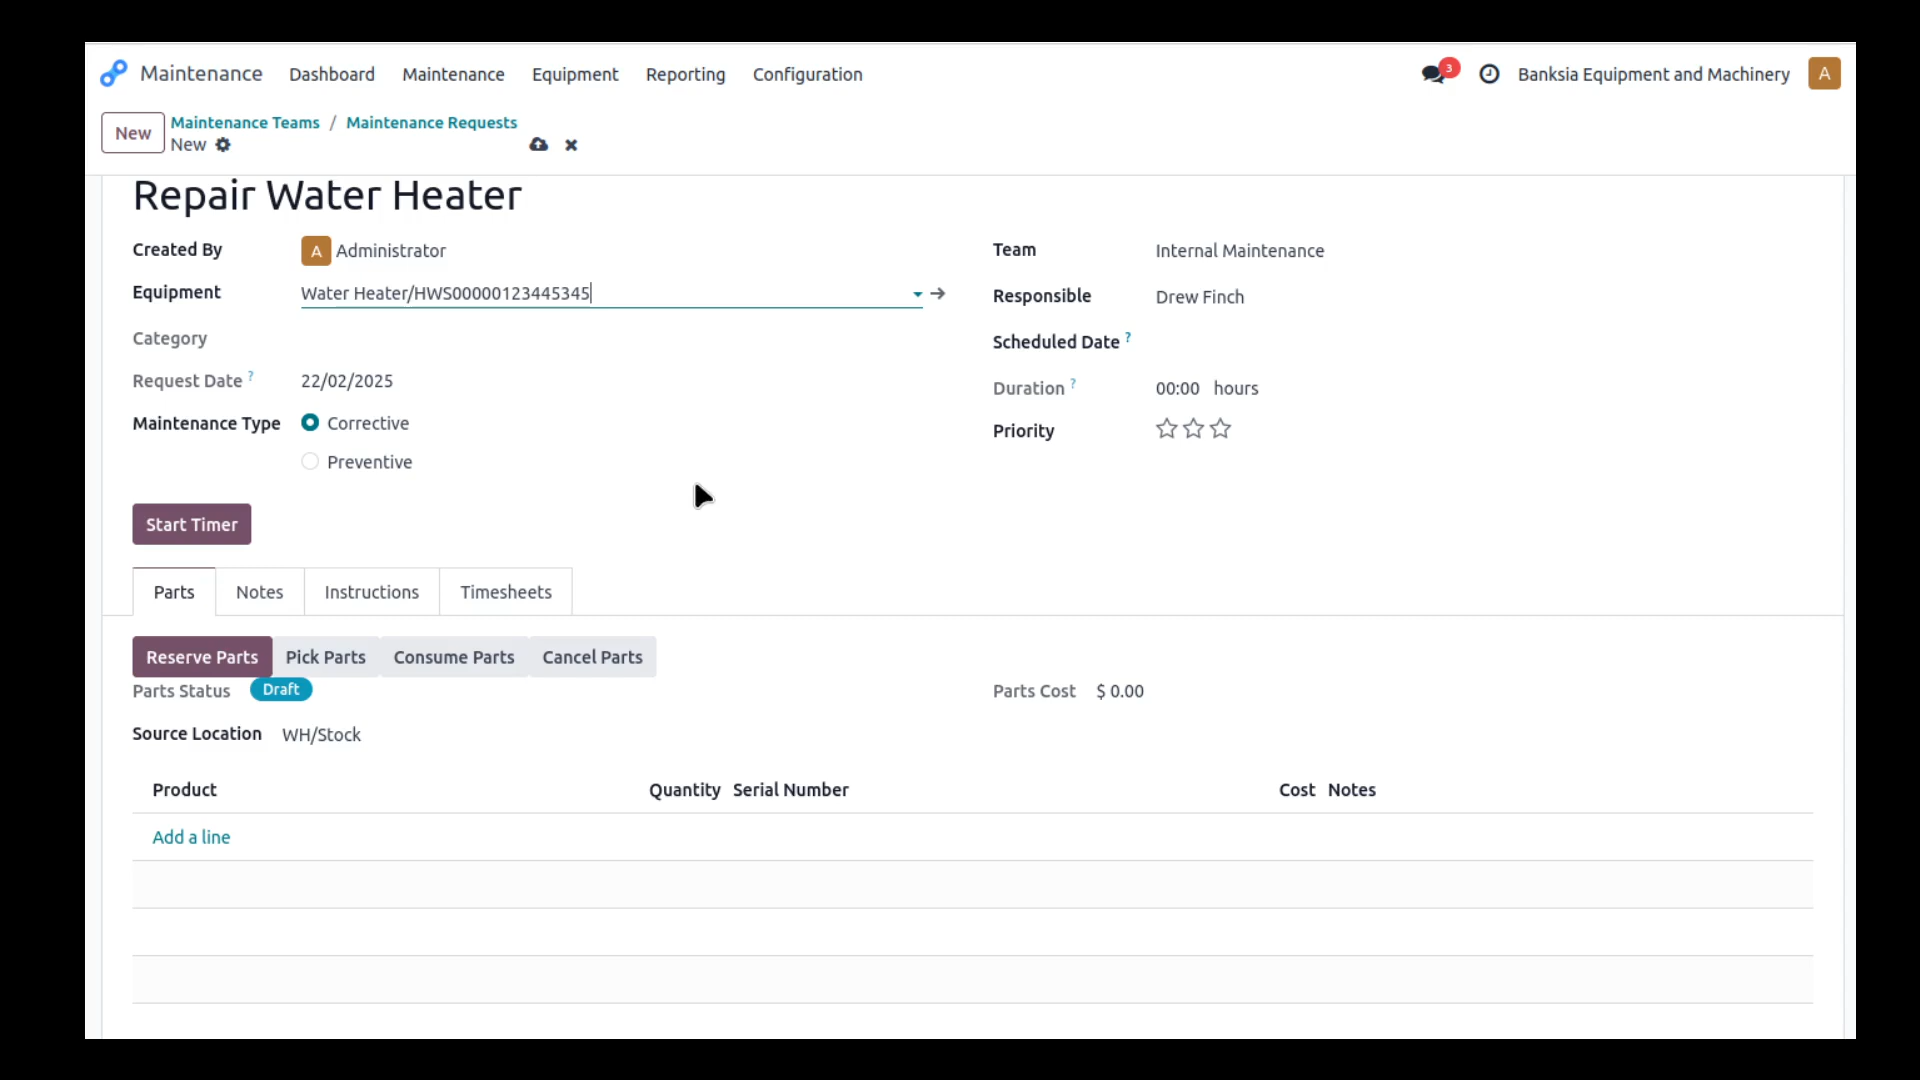 Maintenance Dashboard Maintenance Equipment Reporting Configuration 3 Banksia Equipment and Machinery A
New Maintenance Teams / Maintenance Requests
New
Repair Water Heater
Created By A Administrator Team Internal Maintenance
Equipment Water Heater/HWS00000123445345 Responsible Drew Finch
Category Scheduled Date ?
Request Date ? 22/02/2025 Duration ? 00:00 hours
Maintenance Type Corrective Priority
Preventive
Start Timer
Parts Notes Instructions Timesheets
Reserve Parts Pick Parts Consume Parts Cancel Parts
Parts Status Draft Parts Cost $ 0.00
Source Location WH/Stock
Product Quantity Serial Number Cost Notes
Add a line